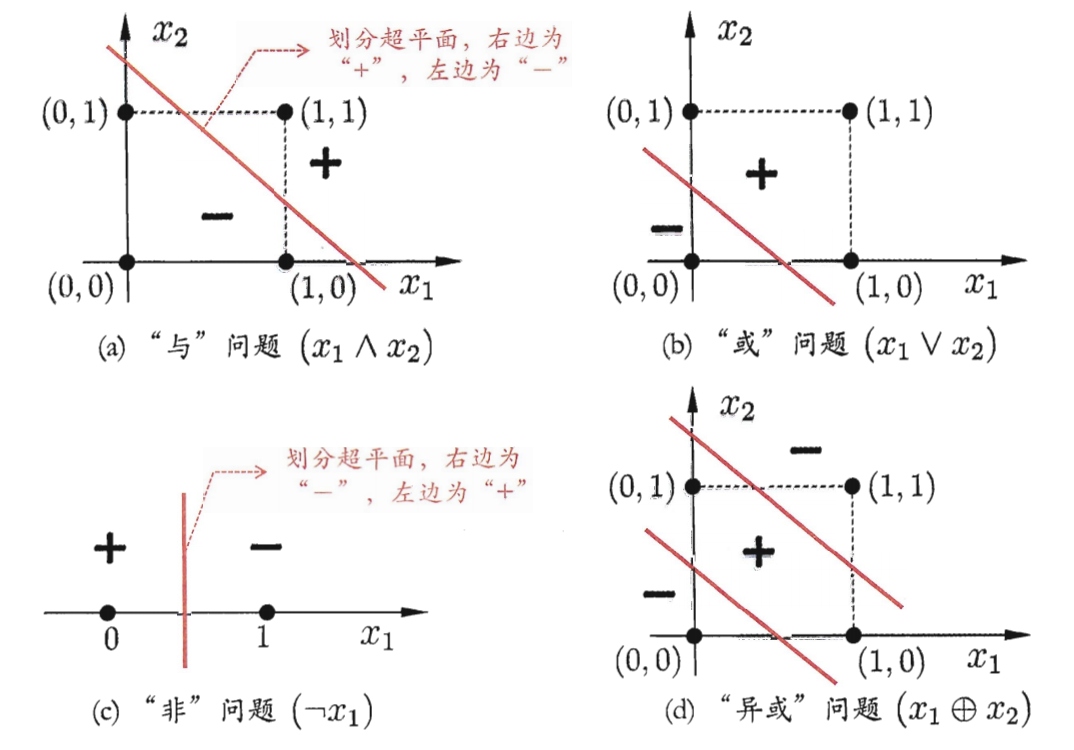 x₂
划分超平面，右边为
“+”，左边为“−”
(0,1)
(1,1)
+
−
(0,0)
(1,0)
x₁
(a) “与” 问题 (x₁ ∧ x₂)
x₂
(0,1)
(1,1)
+
−
(0,0)
(1,0)
x₁
(b) “或” 问题 (x₁ ∨ x₂)
划分超平面，右边为
“−”，左边为“+”
+
−
0
1
x₁
(c) “非” 问题 (¬x₁)
x₂
−
(0,1)
(1,1)
+
−
(0,0)
(1,0)
x₁
(d) “异或” 问题 (x₁ ⊕ x₂)